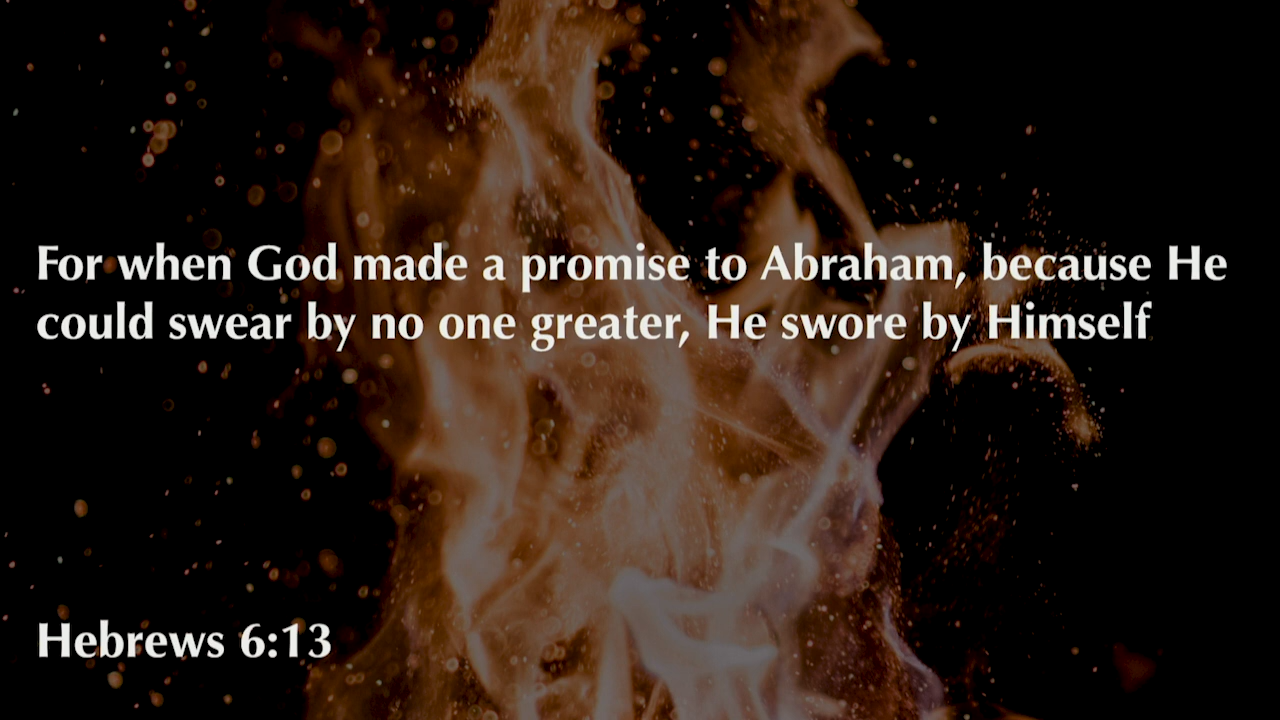 For when God made a promise to Abraham, because He
could swear by no one greater, He swore by Himself
Hebrews 6:13